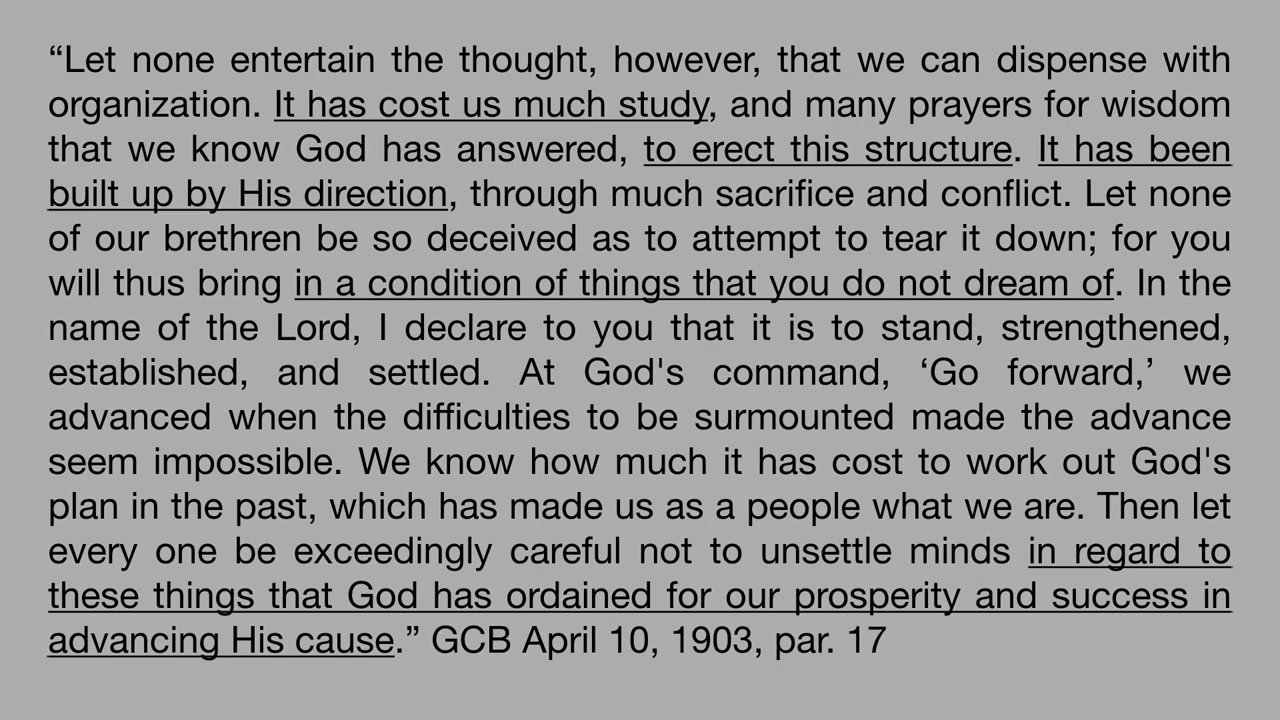 “Let none entertain the thought, however, that we can dispense with
organization. It has cost us much study, and many prayers for wisdom
that we know God has answered, to erect this structure. It has been
built up by His direction, through much sacrifice and conflict. Let none
of our brethren be so deceived as to attempt to tear it down; for you
will thus bring in a condition of things that you do not dream of. In the
name of the Lord, I declare to you that it is to stand, strengthened,
established, and settled. At God's command, ‘Go forward,’ we
advanced when the difficulties to be surmounted made the advance
seem impossible. We know how much it has cost to work out God's
plan in the past, which has made us as a people what we are. Then let
every one be exceedingly careful not to unsettle minds in regard to
these things that God has ordained for our prosperity and success in
advancing His cause.” GCB April 10, 1903, par. 17